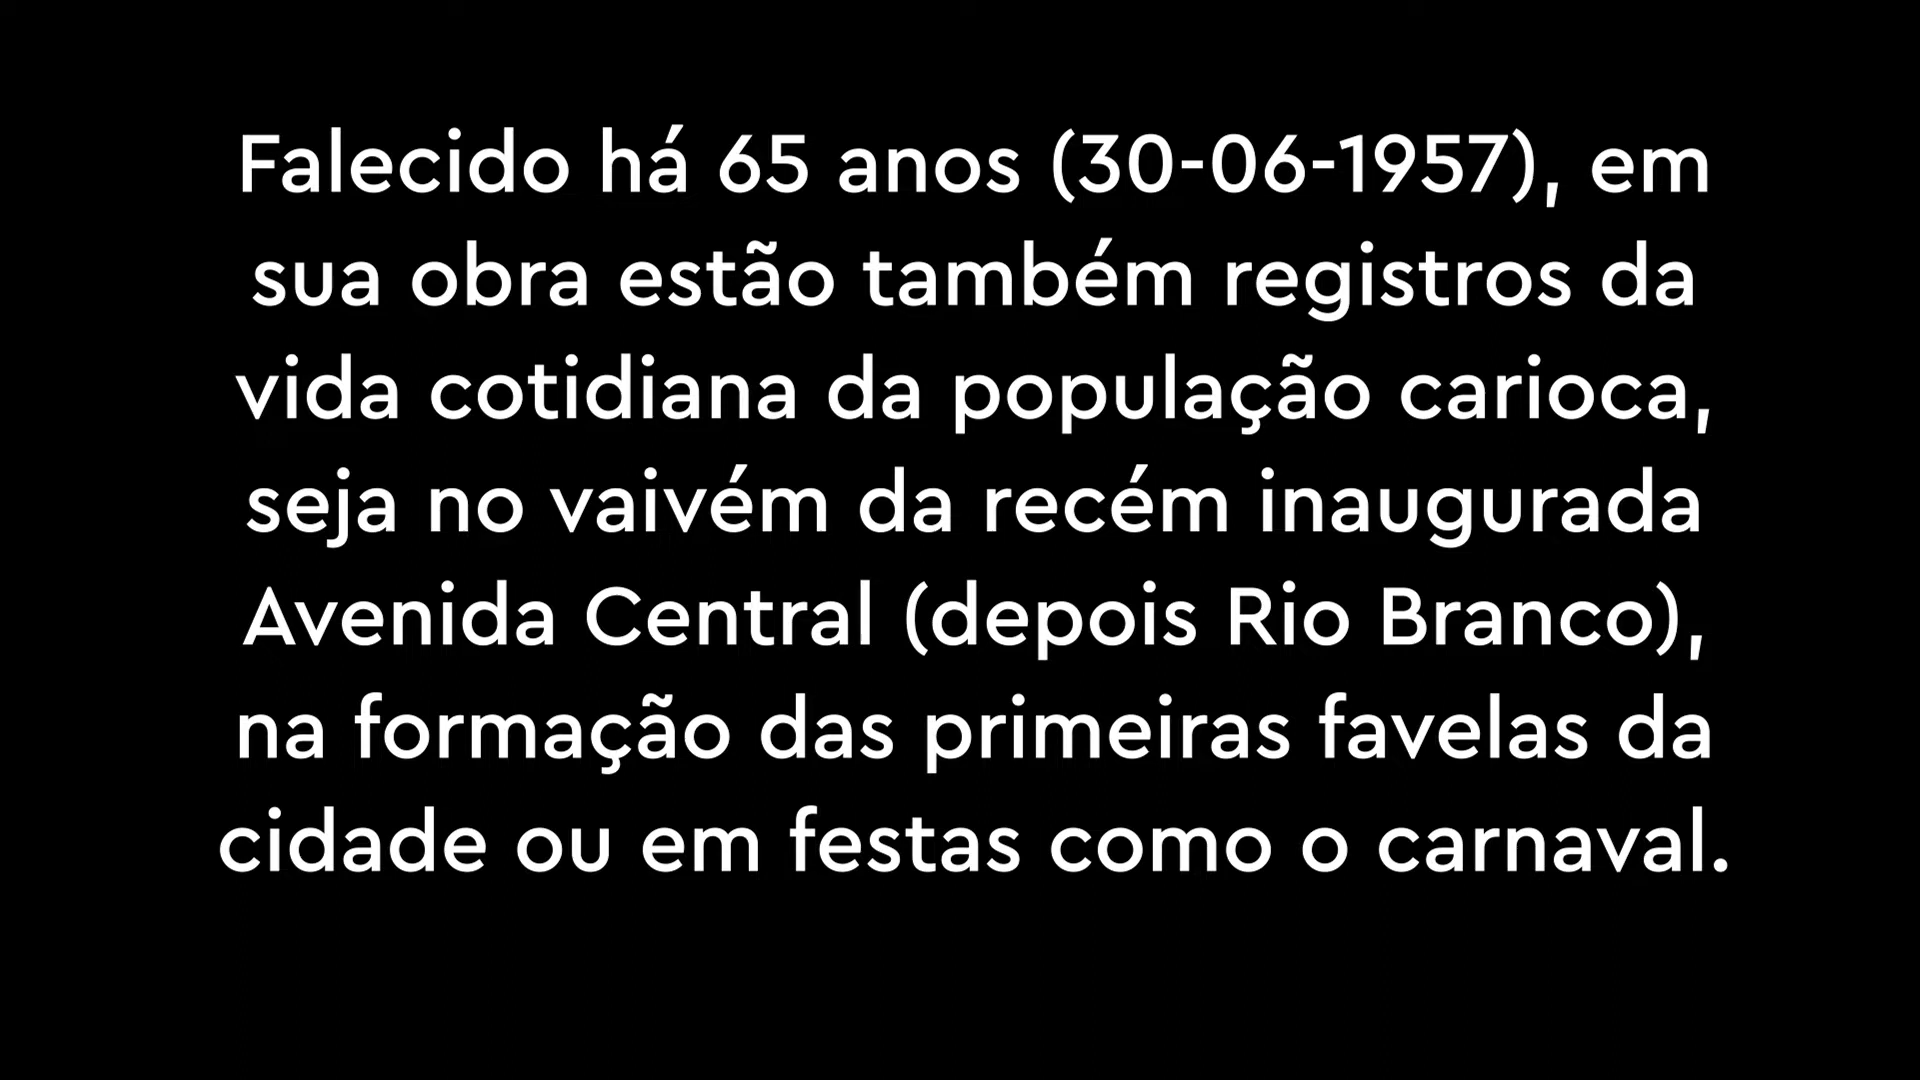 Falecido há 65 anos (30-06-1957), em
sua obra estão também registros da
vida cotidiana da população carioca,
seja no vaivém da recém inaugurada
Avenida Central (depois Rio Branco),
na formação das primeiras favelas da
cidade ou em festas como o carnaval.